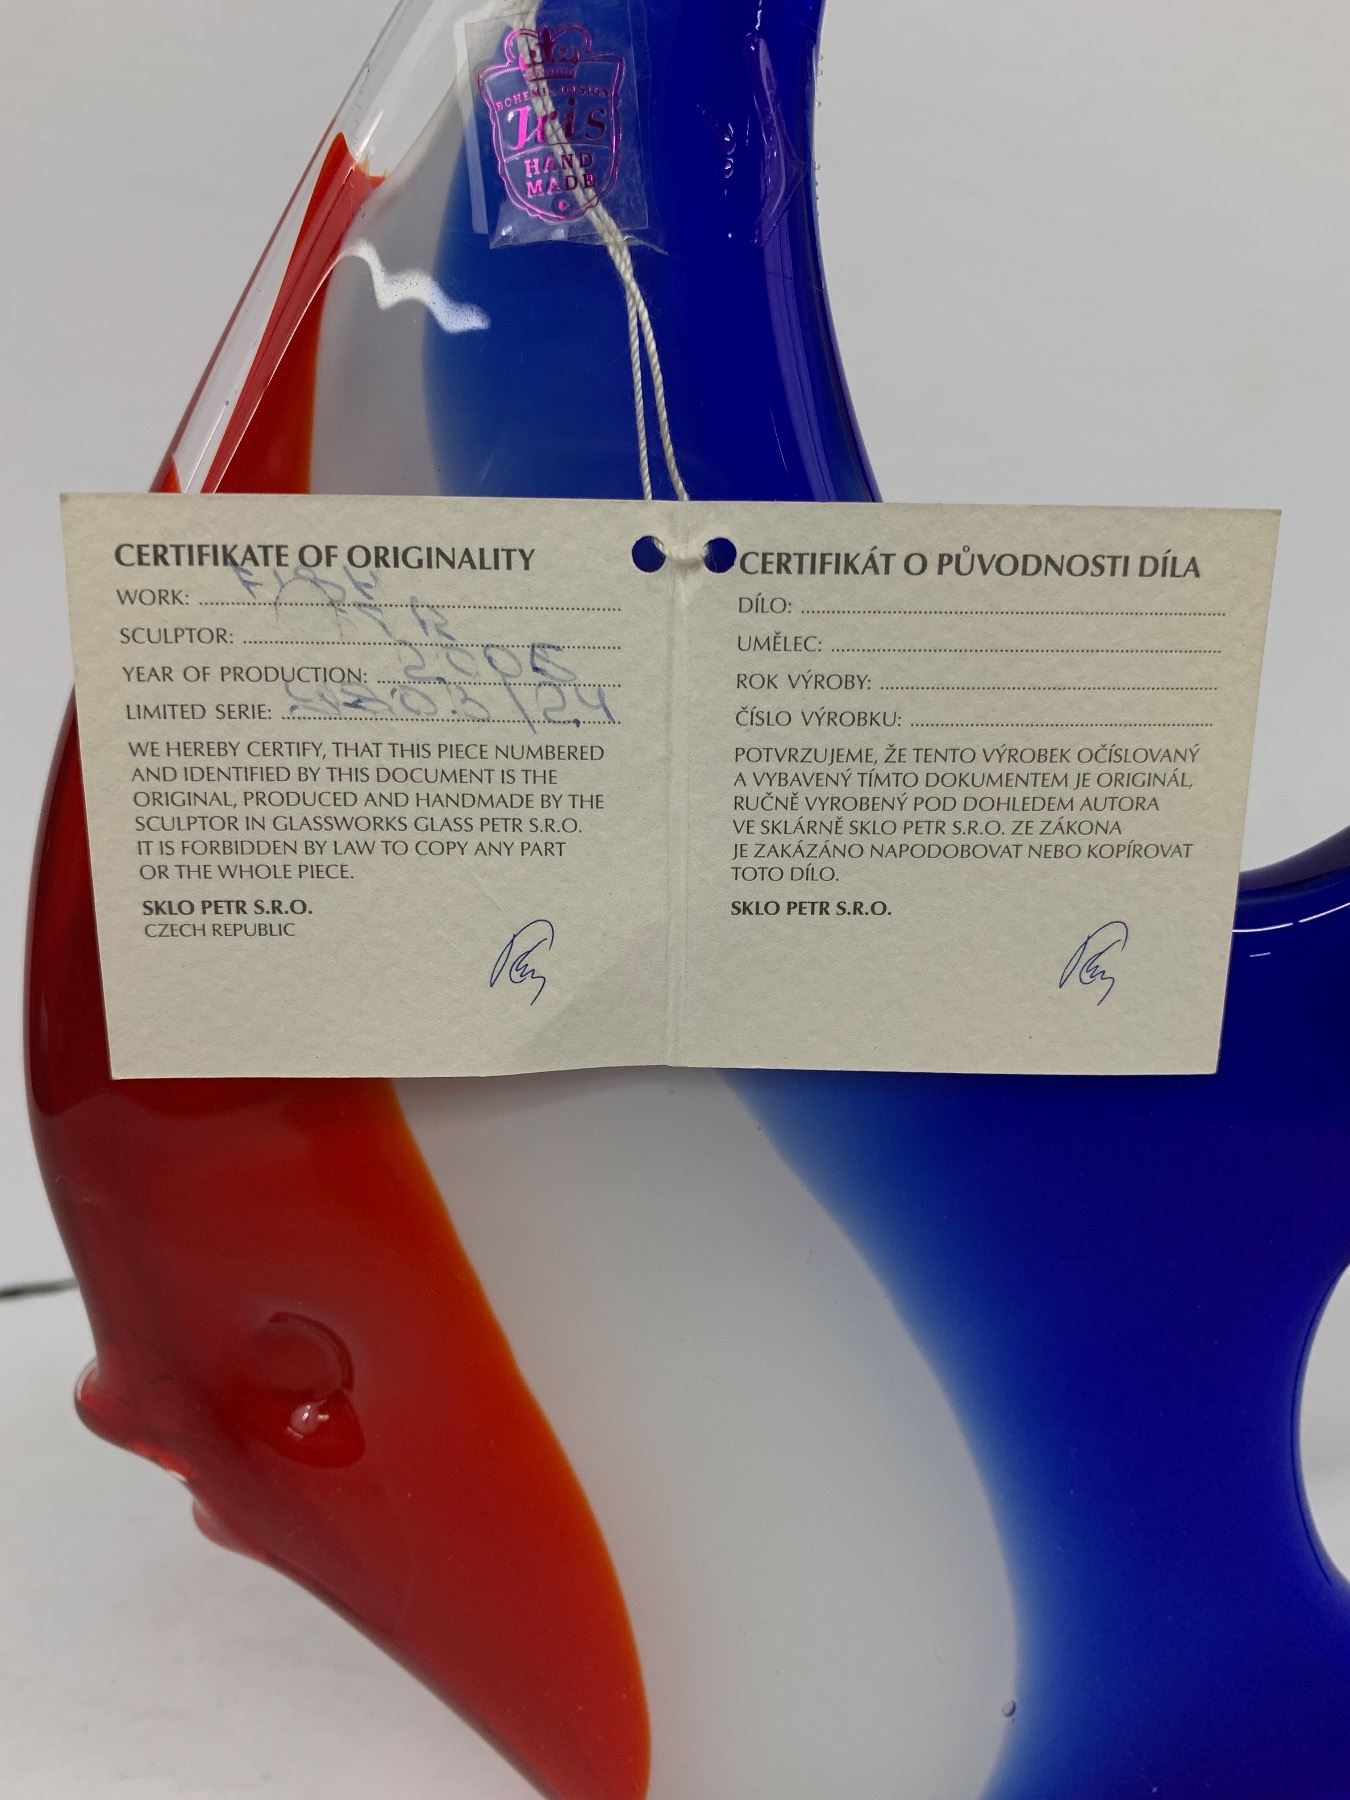 BOHEMIA DESIGN
Iris
HAND
MADE
CERTIFIKATE OF ORIGINALITY
WORK: FISH
SCULPTOR: PETR
YEAR OF PRODUCTION: 2005
LIMITED SERIE: /24
WE HEREBY CERTIFY, THAT THIS PIECE NUMBERED
AND IDENTIFIED BY THIS DOCUMENT IS THE
ORIGINAL, PRODUCED AND HANDMADE BY THE
SCULPTOR IN GLASSWORKS GLASS PETR S.R.O.
IT IS FORBIDDEN BY LAW TO COPY ANY PART
OR THE WHOLE PIECE.
SKLO PETR S.R.O.
CZECH REPUBLIC
CERTIFIKÁT O PŮVODNOSTI DÍLA
DÍLO:
UMĚLEC:
ROK VÝROBY:
ČÍSLO VÝROBKU:
POTVRZUJEME, ŽE TENTO VÝROBEK OČÍSLOVANÝ
A VYBAVENÝ TÍMTO DOKUMENTEM JE ORIGINÁL,
RUČNĚ VYROBENÝ POD DOHLEDEM AUTORA
VE SKLÁRNĚ SKLO PETR S.R.O. ZE ZÁKONA
JE ZAKÁZÁNO NAPODOBOVAT NEBO KOPÍROVAT
TOTO DÍLO.
SKLO PETR S.R.O.